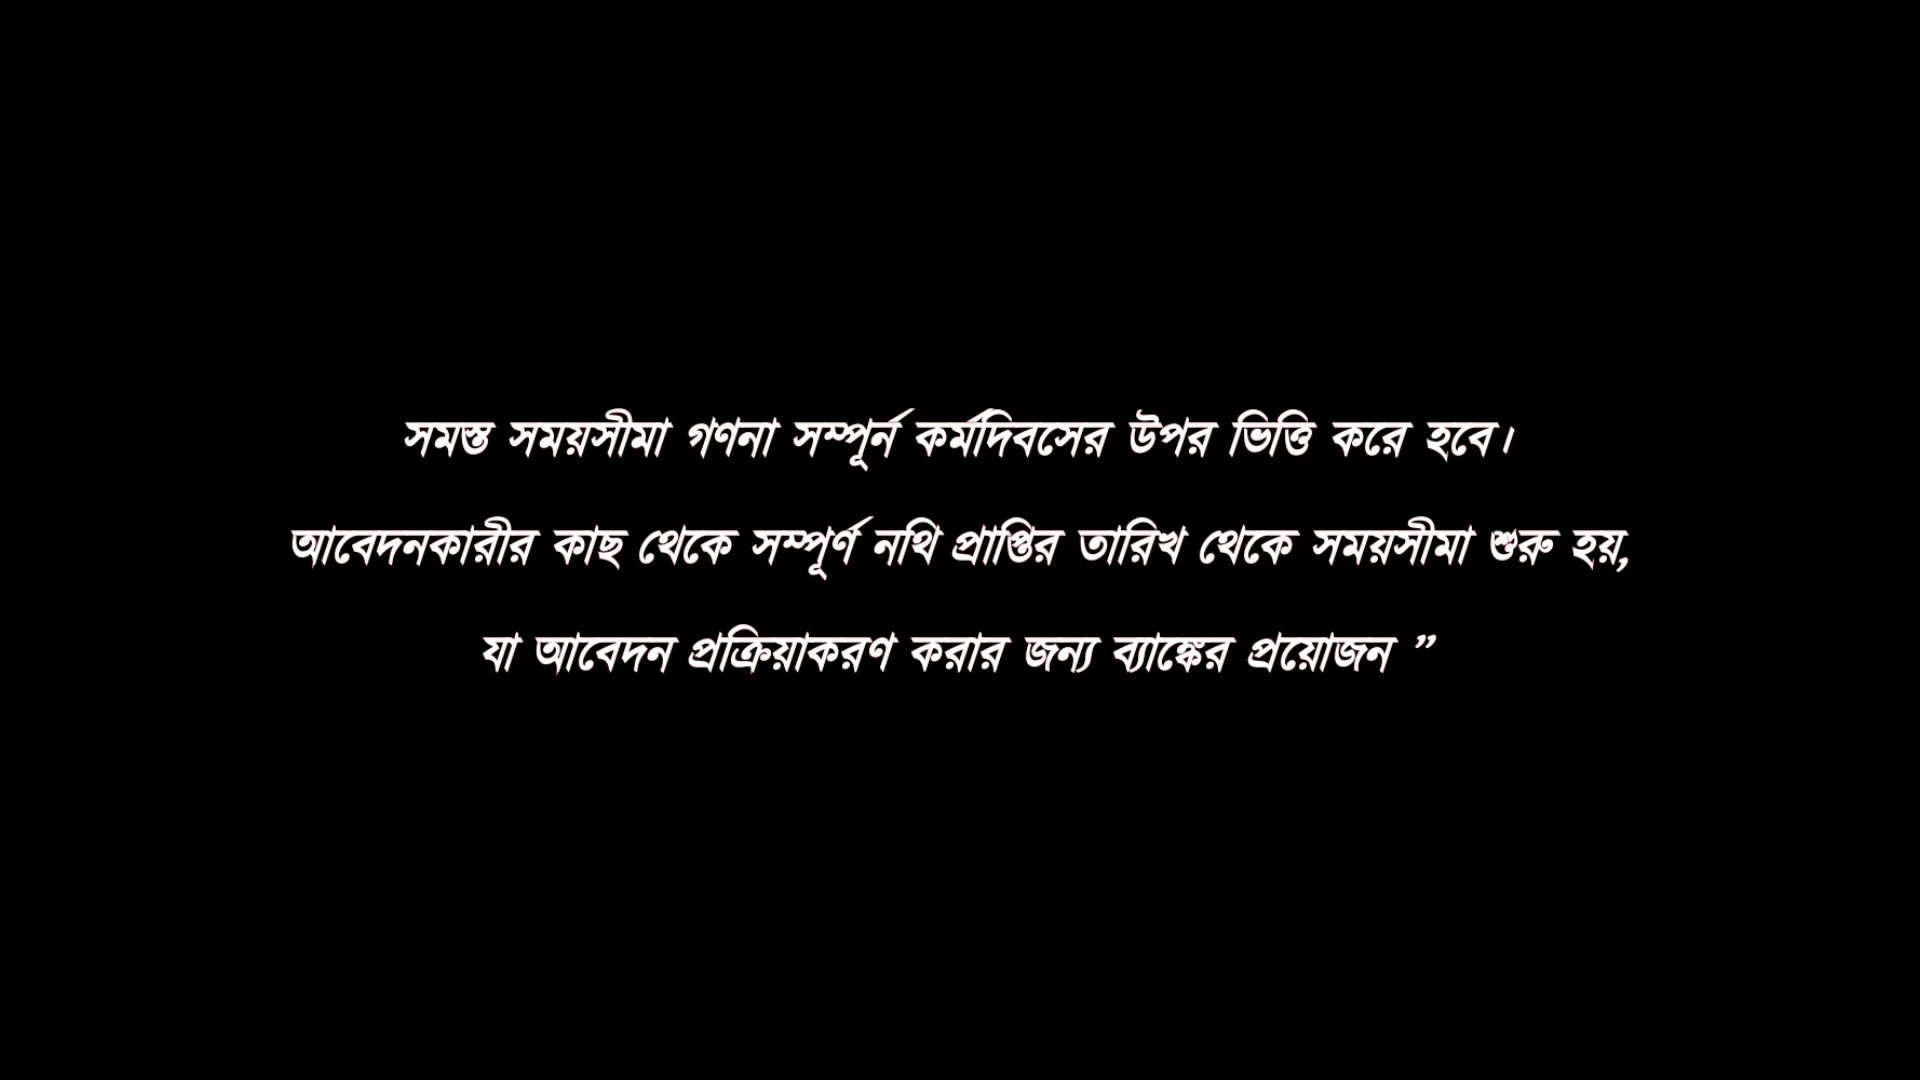 সমস্ত সময়সীমা গণনা সম্পূর্ন কর্মদিবসের উপর ভিত্তি করে হবে।
আবেদনকারীর কাছ থেকে সম্পূর্ণ নথি প্রাপ্তির তারিখ থেকে সময়সীমা শুরু হয়,
যা আবেদন প্রক্রিয়াকরণ করার জন্য ব্যাঙ্কের প্রয়োজন ”